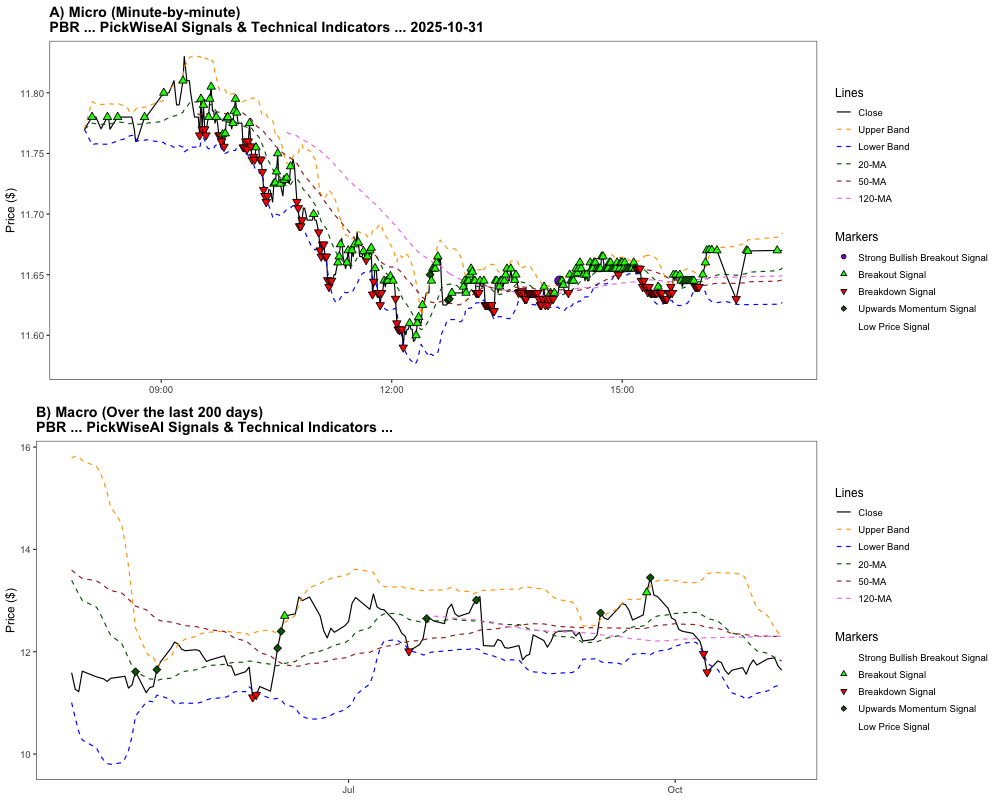 A) Micro (Minute-by-minute)
PBR ... PickWiseAI Signals & Technical Indicators ... 2025-10-31
Price ($)
11.80
11.75
11.70
11.65
11.60
09:00
12:00
15:00
Lines
Close
Upper Band
Lower Band
20-MA
50-MA
120-MA
Markers
Strong Bullish Breakout Signal
Breakout Signal
Breakdown Signal
Upwards Momentum Signal
Low Price Signal
B) Macro (Over the last 200 days)
PBR ... PickWiseAI Signals & Technical Indicators ...
Price ($)
16
14
12
10
Jul
Oct
Lines
Close
Upper Band
Lower Band
20-MA
50-MA
120-MA
Markers
Strong Bullish Breakout Signal
Breakout Signal
Breakdown Signal
Upwards Momentum Signal
Low Price Signal